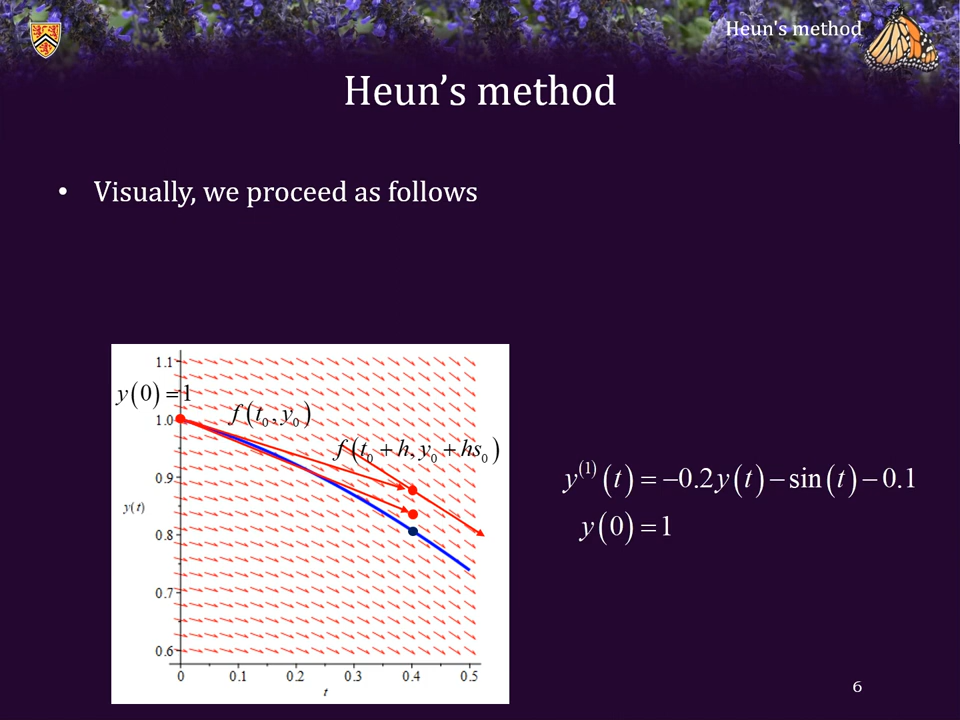 Heun's method
Heun’s method
• Visually, we proceed as follows
1.1
y(0) = 1
1.0
f(t₀, y₀)
f(t₀ + h, y₀ + hs₀)
0.9
y(t)
0.8
0.7
0.6
0 0.1 0.2 0.3 0.4 0.5
t
y⁽¹⁾(t) = −0.2y(t) − sin(t) − 0.1
y(0) = 1
6